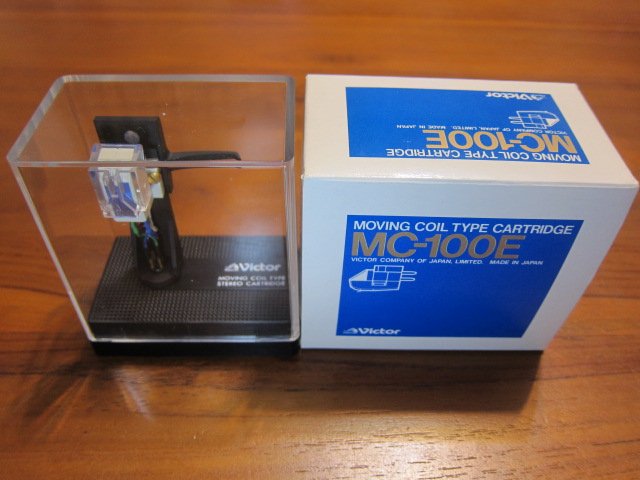 Victor
MOVING COIL TYPE
STEREO CARTRIDGE
Victor
VICTOR COMPANY OF JAPAN, LIMITED. MADE IN JAPAN
MC-100E
MOVING COIL TYPE CARTRIDGE
MOVING COIL TYPE CARTRIDGE
MC-100E
VICTOR COMPANY OF JAPAN, LIMITED. MADE IN JAPAN
Victor